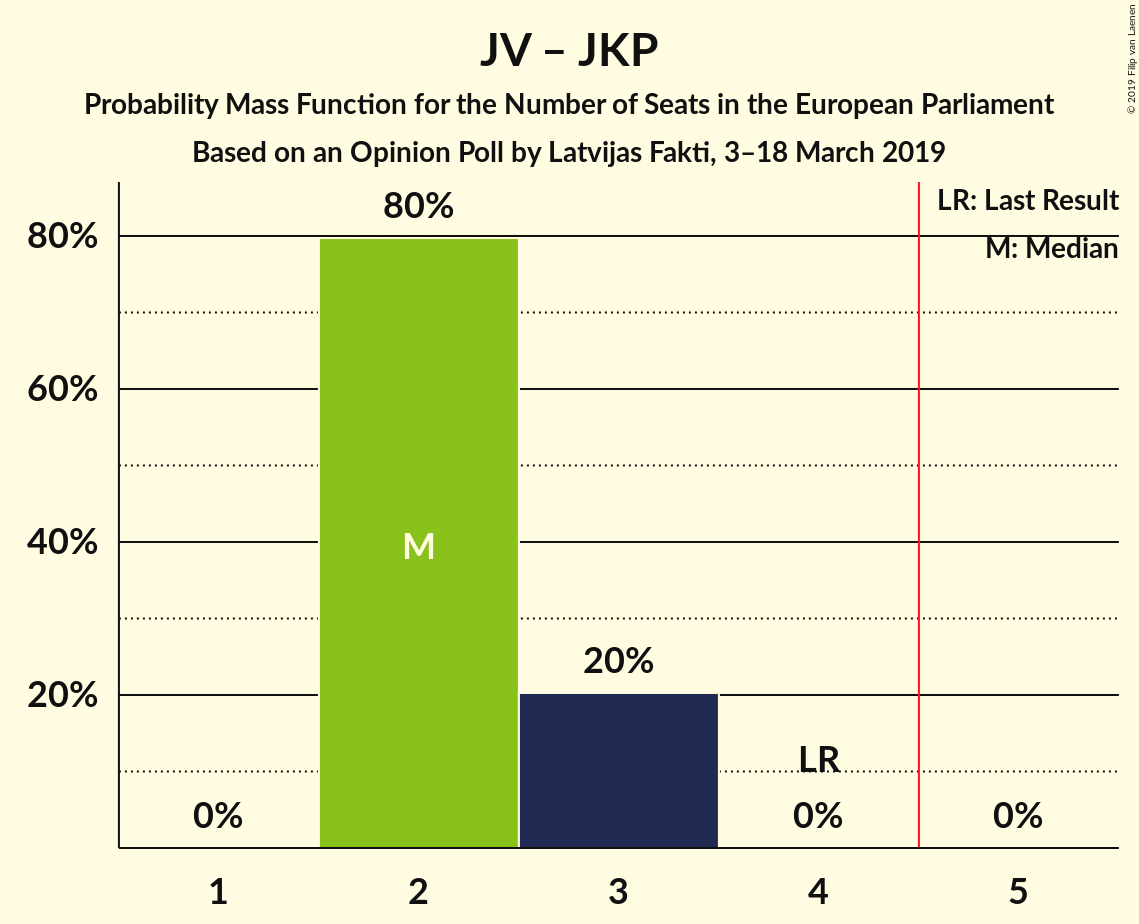 JV – JKP
Probability Mass Function for the Number of Seats in the European Parliament
Based on an Opinion Poll by Latvijas Fakti, 3–18 March 2019
© 2019 Filip van Laenen
LR: Last Result
M: Median
80%
60%
40%
20%
0%
80%
M
20%
LR
0%
0%
1
2
3
4
5